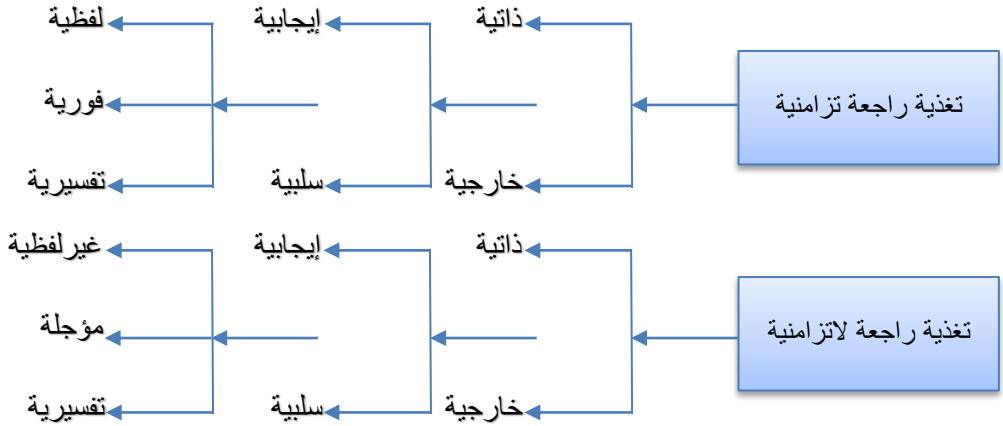 ذاتية
إيجابية
لفظية
تغذية راجعة تزامنية
فورية
خارجية
سلبية
تفسيرية
ذاتية
إيجابية
غيرلفظية
تغذية راجعة لاتزامنية
مؤجلة
خارجية
سلبية
تفسيرية